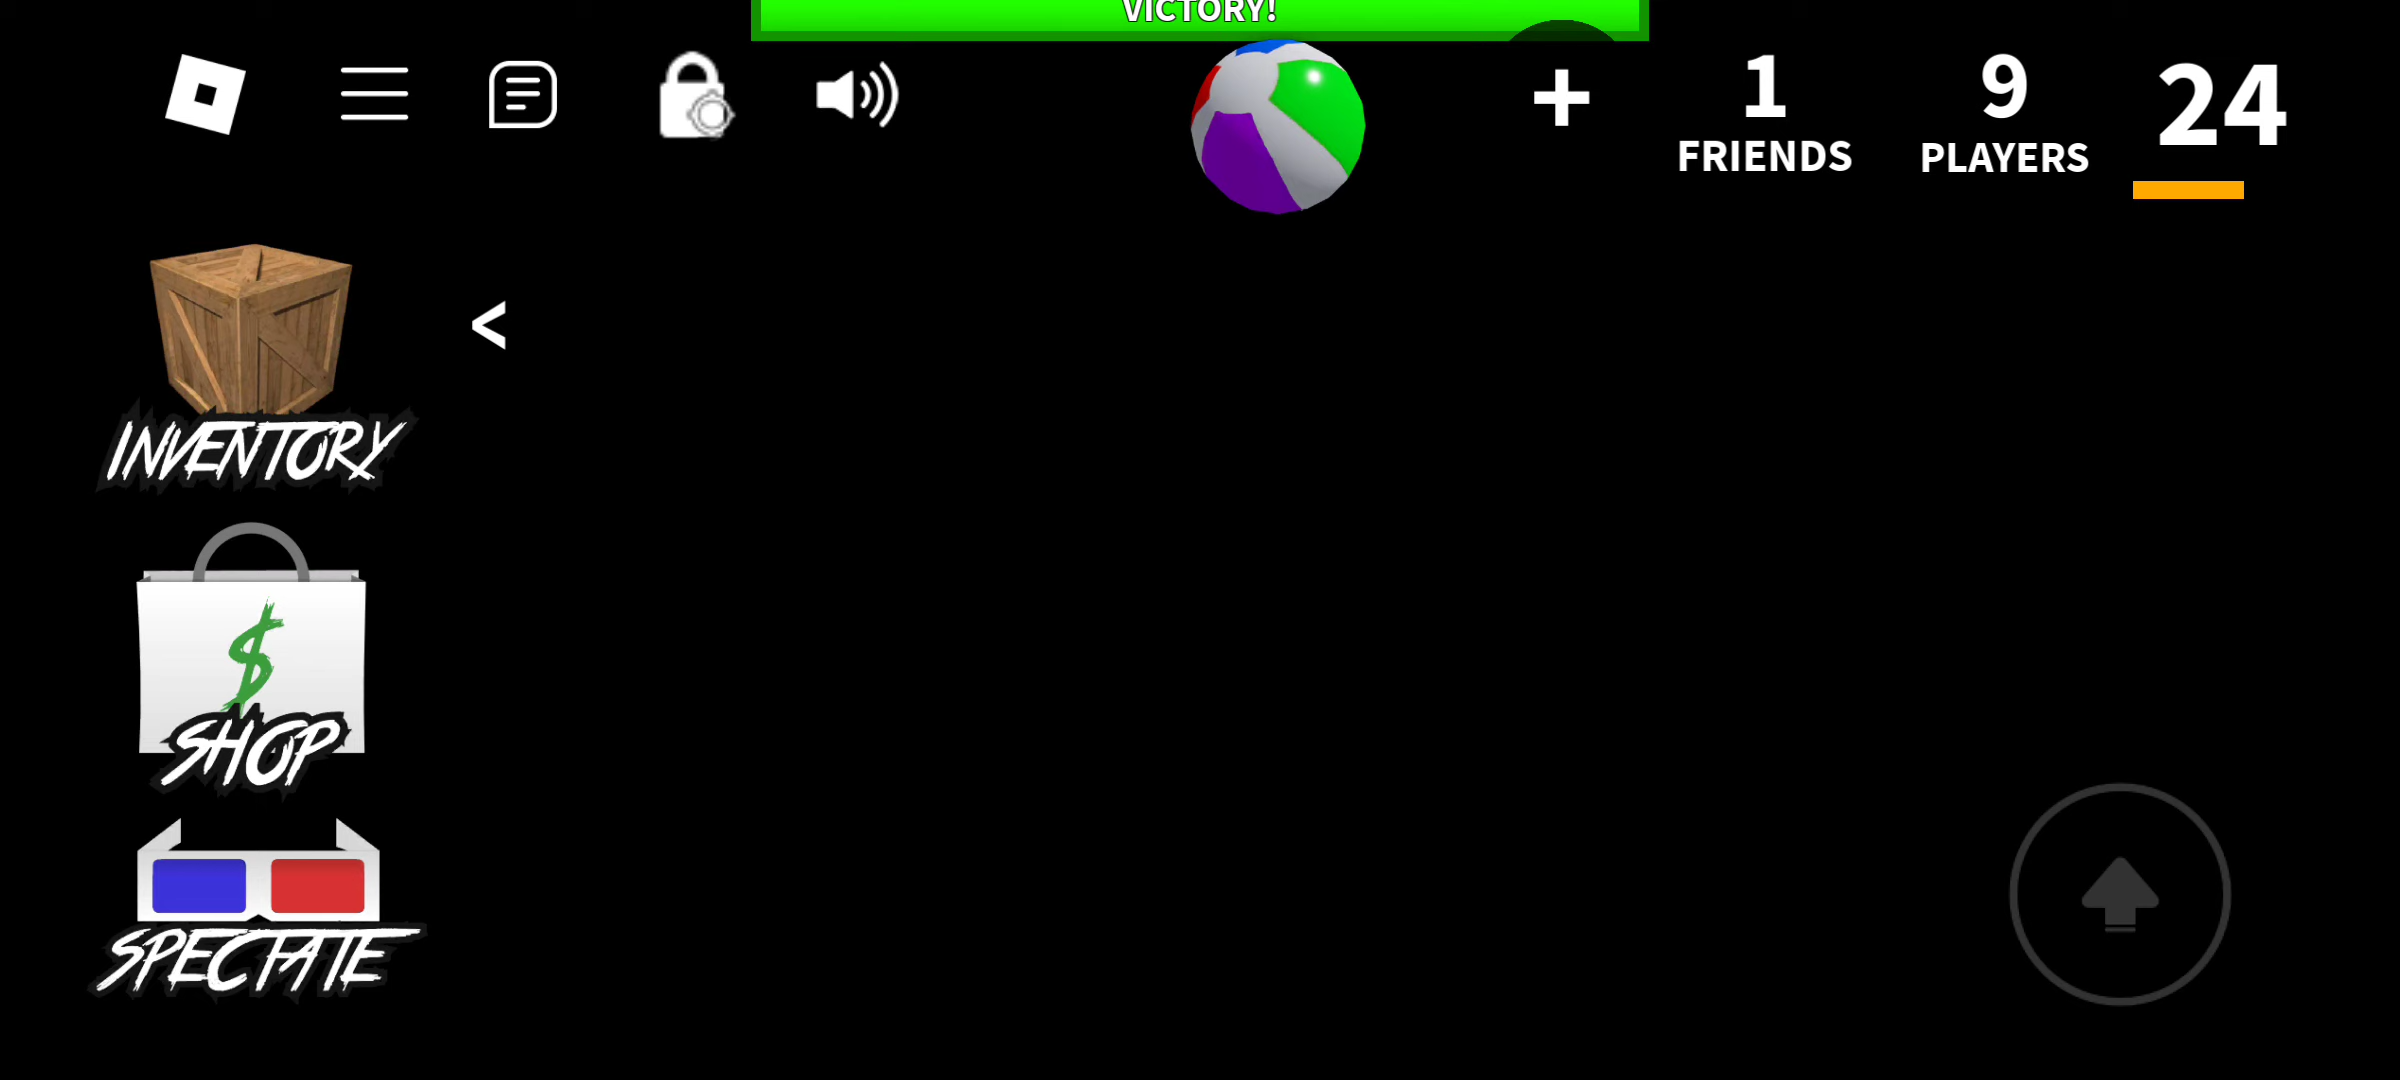 VICTORY!
+
1
FRIENDS
9
PLAYERS
24
<
INVENTORY
$
SHOP
SPECTATE